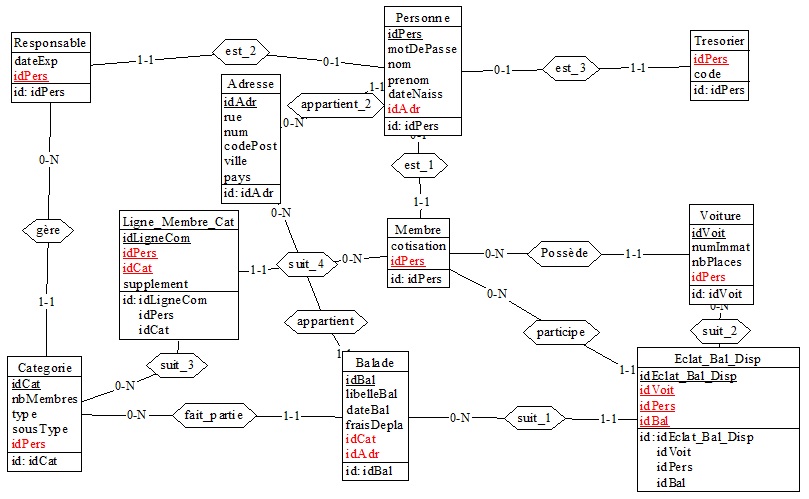 Personne
idPers
motDePasse
nom
prenom
dateNaiss
idAdr
id: idPers
Responsable
dateExp
idPers
id: idPers
1-1
est_2
0-1
0-1
est_3
1-1
Tresorier
idPers
code
id: idPers
Adresse
idAdr
rue
num
codePost
ville
pays
id: idAdr
1-1
appartient_2
0-N
0-1
est_1
1-1
0-N
gère
1-1
Ligne_Membre_Cat
idLigneCom
idPers
idCat
supplement
id: idLigneCom
idPers
idCat
0-N
1-1
suit_4
0-N
Membre
cotisation
idPers
id: idPers
0-N
Possède
1-1
Voiture
idVoit
numImmat
nbPlaces
idPers
id: idVoit
0-N
participe
1-1
0-N
suit_2
appartient
1-1
suit_3
0-N
Categorie
idCat
nbMembres
type
sousType
idPers
id: idCat
0-N
fait_partie
1-1
Balade
idBal
libelleBal
dateBal
fraisDepla
idCat
idAdr
id: idBal
0-N
suit_1
1-1
Eclat_Bal_Disp
idEclat_Bal_Disp
idVoit
idPers
idBal
id: idEclat_Bal_Disp
idVoit
idPers
idBal